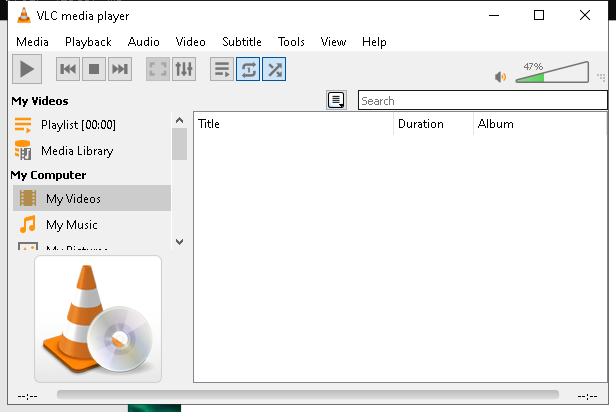 VLC media player
Media Playback Audio Video Subtitle Tools View Help
47%
My Videos
Search
Playlist [00:00]
Title Duration Album
Media Library
My Computer
My Videos
My Music
My Pictures
--:-- --:--